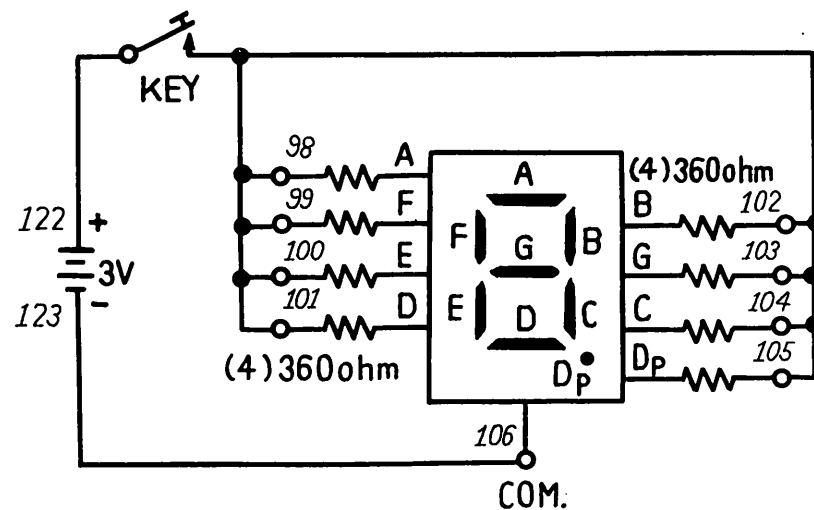 KEY
98
A
99
F
100
E
101
D
(4)360ohm
122
+
3V
-
123
A
F
G
B
E
D
C
DP
(4)360ohm
B
102
G
103
C
104
DP
105
106
COM.